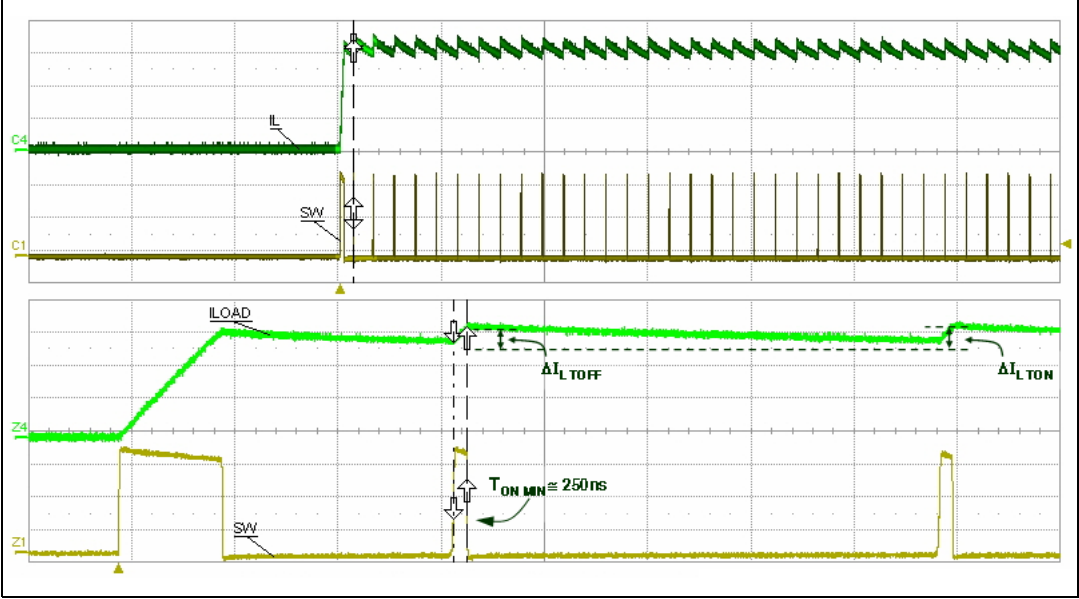 C4
IL
SW
C1
ILOAD
ΔIL TOFF
ΔIL TON
Z4
TON MIN ≅ 250ns
SW
Z1